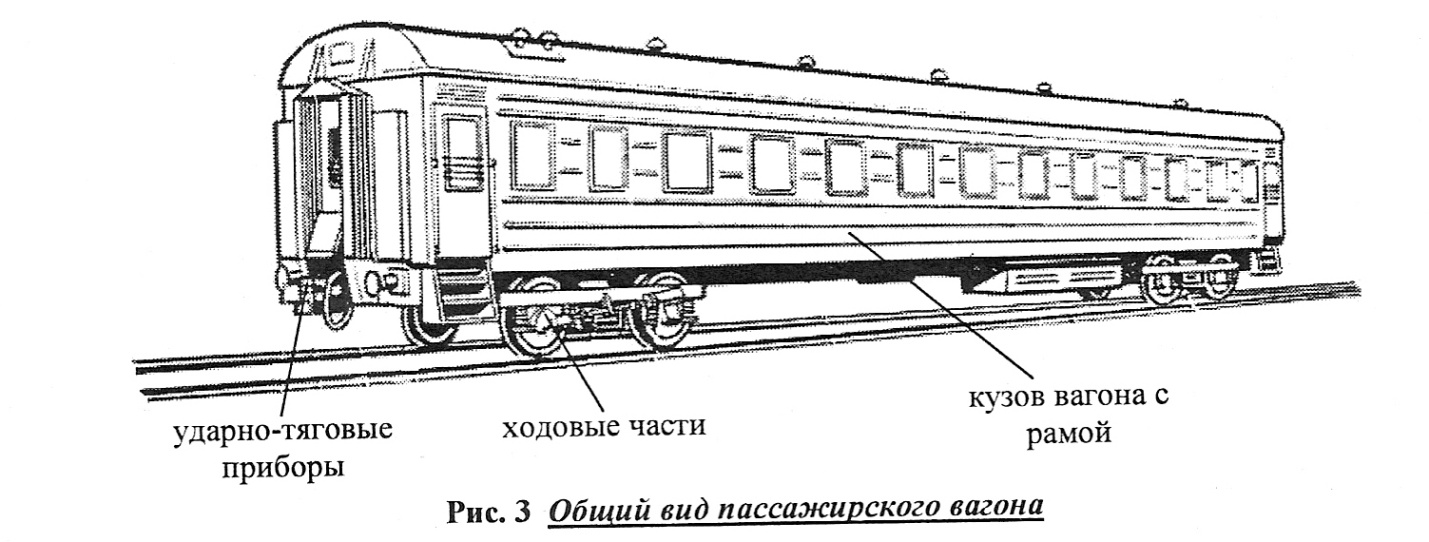 ударно-тяговые
приборы
ходовые части
кузов вагона с
рамой
Рис. 3 Общий вид пассажирского вагона